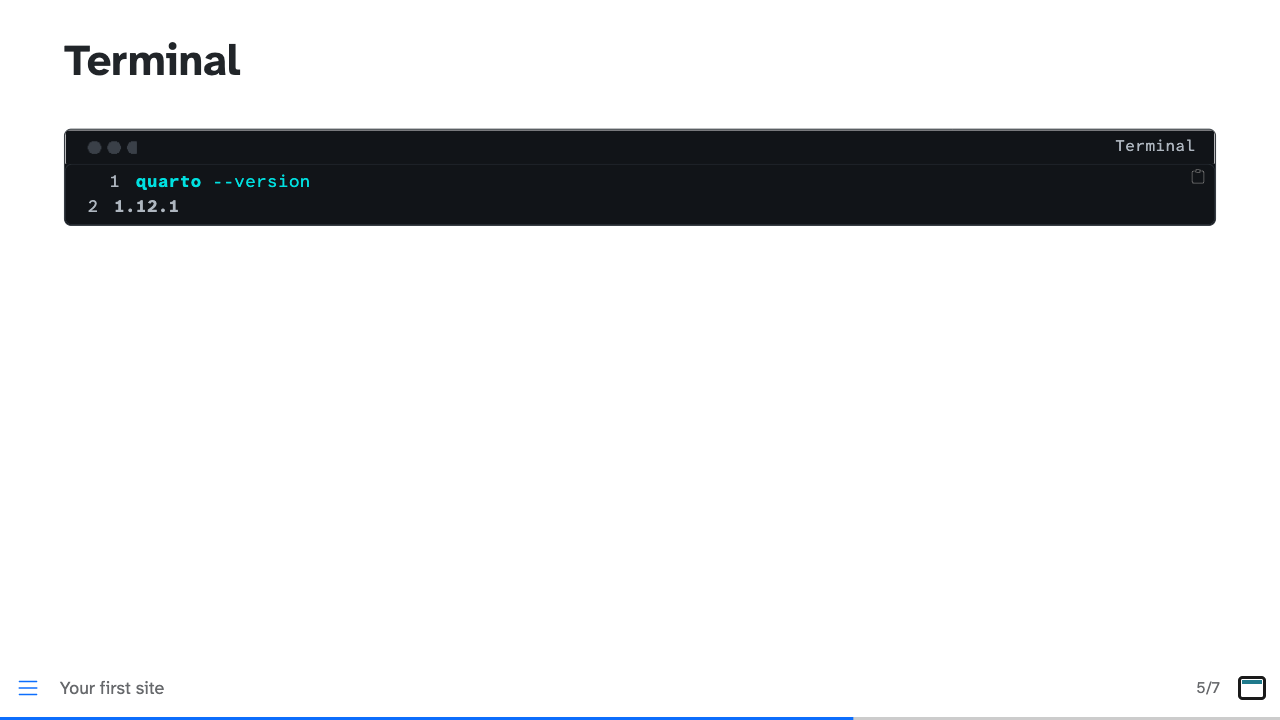 Terminal
Terminal
1 quarto --version
2 1.12.1
Your first site
5/7